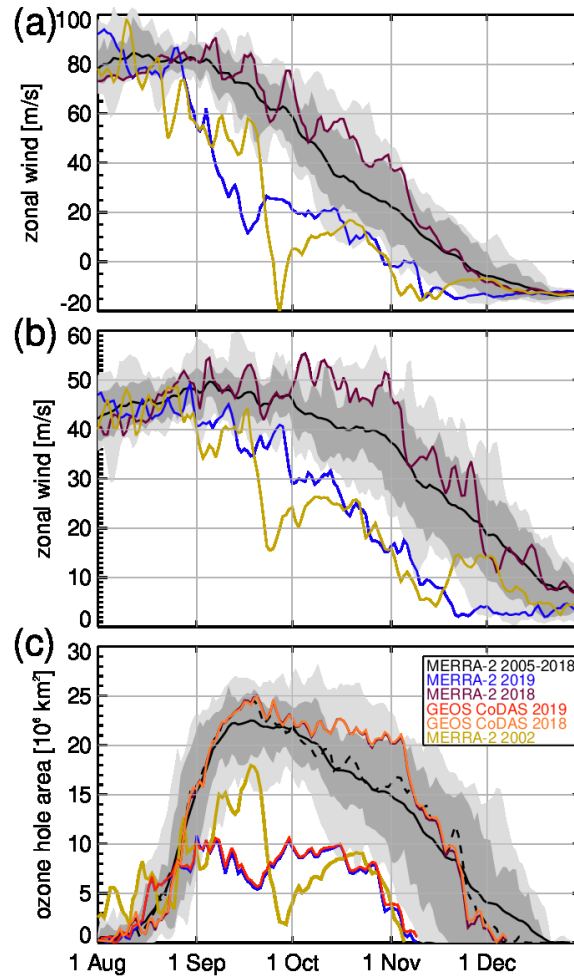 (a)
100
80
60
40
20
0
-20
zonal wind [m/s]
(b)
60
50
40
30
20
10
0
zonal wind [m/s]
(c)
30
25
20
15
10
5
0
ozone hole area [10⁶ km²]
MERRA-2 2005-2018
MERRA-2 2019
MERRA-2 2018
GEOS CoDAS 2019
GEOS CoDAS 2018
MERRA-2 2002
1 Aug 1 Sep 1 Oct 1 Nov 1 Dec